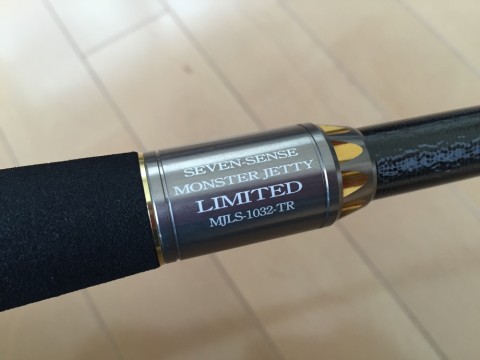 SEVEN-SENSE
MONSTER JETTY
LIMITED
MJLS-1032-TR